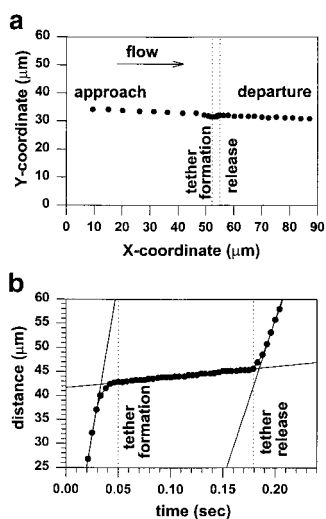 a
flow
approach
departure
tether
formation
release
60
50
40
30
20
10
0
Y-coordinate (μm)
0 10 20 30 40 50 60 70 80 90
X-coordinate (μm)
b
60
55
50
45
40
35
30
25
distance (μm)
tether
formation
tether
release
0.00 0.05 0.10 0.15 0.20
time (sec)